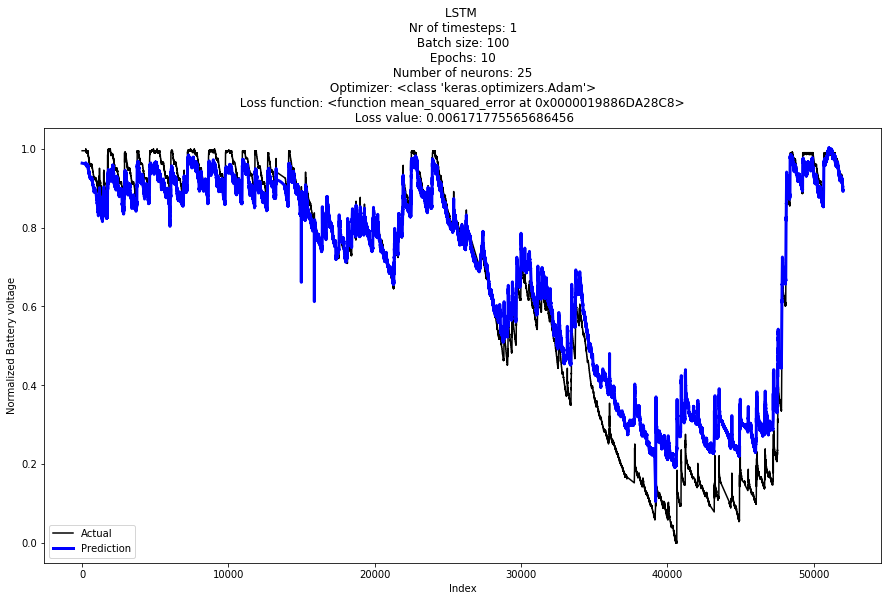 LSTM
Nr of timesteps: 1
Batch size: 100
Epochs: 10
Number of neurons: 25
Optimizer: <class 'keras.optimizers.Adam'>
Loss function: <function mean_squared_error at 0x0000019886DA28C8>
Loss value: 0.006171775565686456
1.0
0.8
0.6
0.4
0.2
0.0
Normalized Battery voltage
Actual
Prediction
0 10000 20000 30000 40000 50000
Index